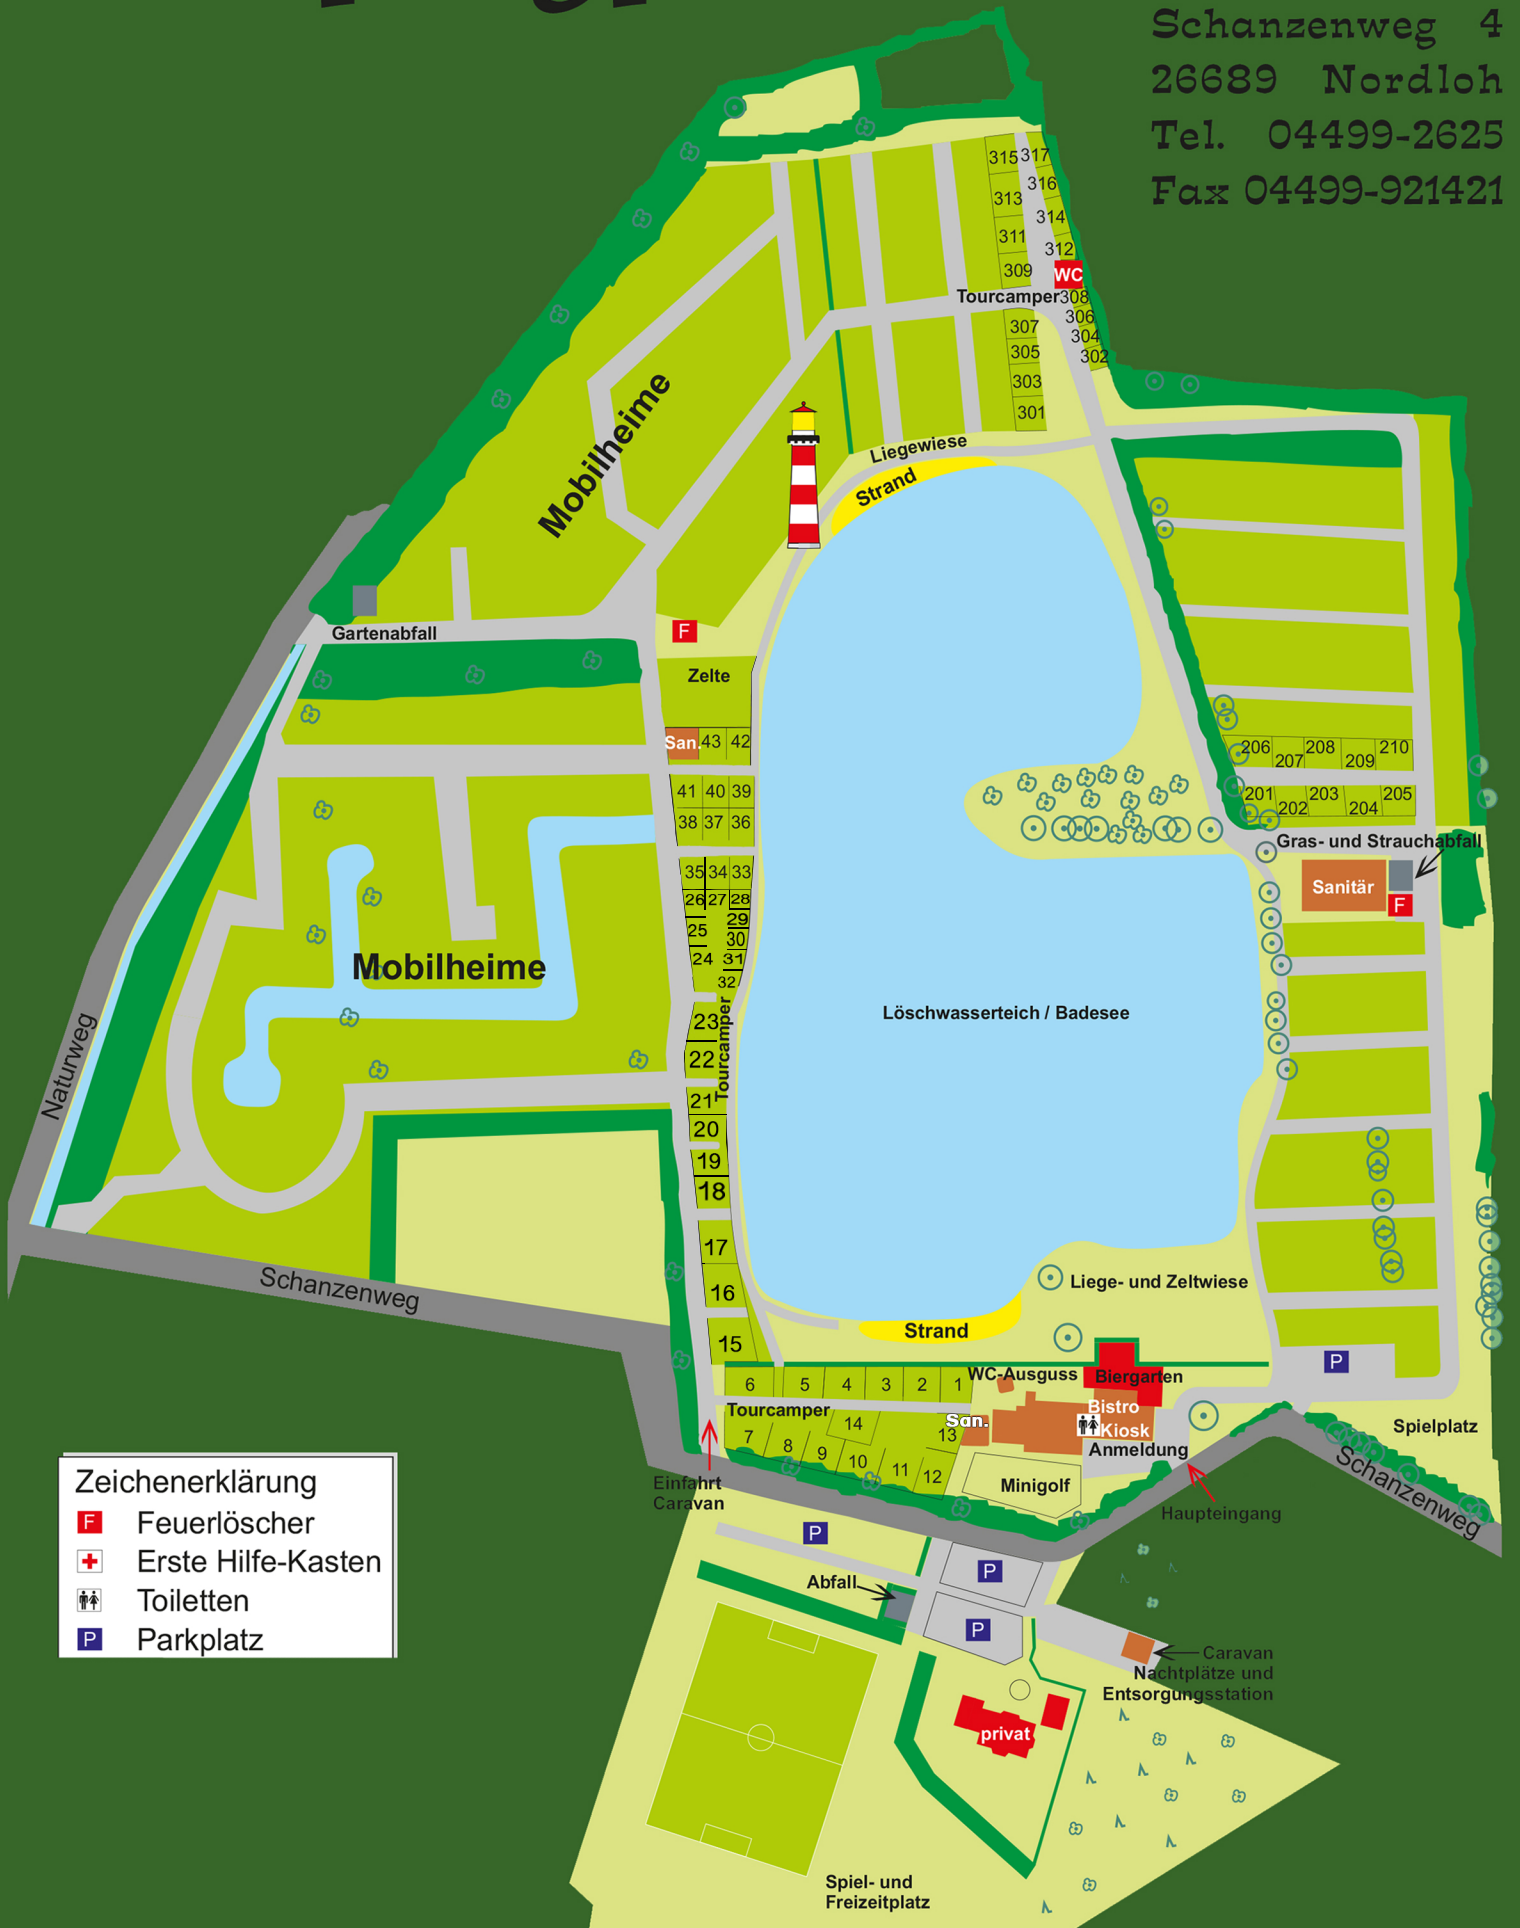 Schanzenweg 4
26689 Nordloh
Tel. 04499-2625
Fax 04499-921421
315
317
316
313
314
311
312
309
WC
Tourcamper
308
307
306
304
305
302
303
301
Mobilheime
Liegewiese
Strand
F
Gartenabfall
Zelte
San.
43
42
206
207
208
209
210
41
40
39
201
202
203
204
205
38
37
36
Gras- und Strauchabfall
35
34
33
Sanitär
F
26
27
28
29
25
30
24
31
32
Mobilheime
Löschwasserteich / Badesee
23
22
Tourcamper
Naturweg
21
20
19
18
17
16
15
Schanzenweg
Liege- und Zeltwiese
Strand
P
WC-Ausguss
Biergarten
6
5
4
3
2
1
Tourcamper
Bistro
Kiosk
San.
14
13
7
8
9
10
11
12
Anmeldung
Spielplatz
Minigolf
Schanzenweg
Einfahrt
Caravan
Haupteingang
Zeichenerklärung
F Feuerlöscher
Erste Hilfe-Kasten
Toiletten
P Parkplatz
P
P
Abfall
P
Caravan
Nachtplätze und
Entsorgungsstation
privat
Spiel- und
Freizeitplatz